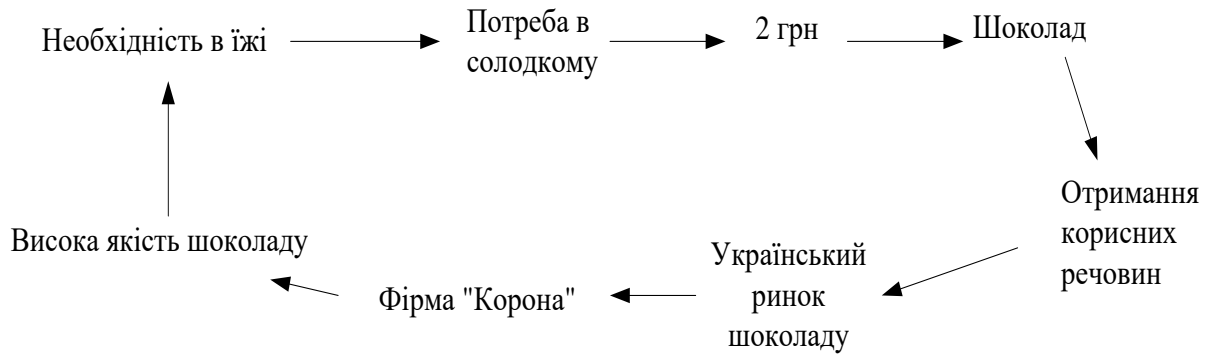 Необхідність в їжі
Потреба в
солодкому
2 грн
Шоколад
Отримання
корисних
речовин
Український
ринок
шоколаду
Фірма "Корона"
Висока якість шоколаду